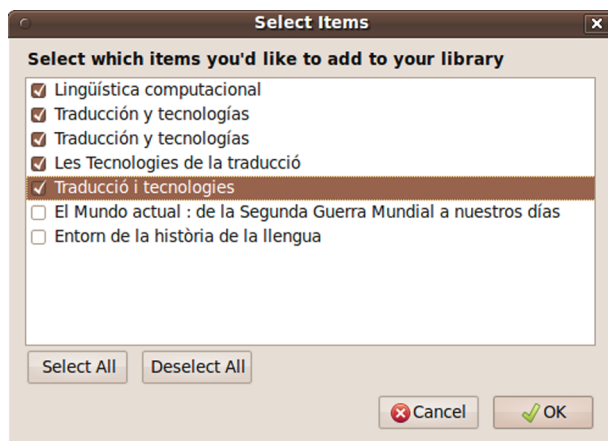 Select Items
Select which items you'd like to add to your library
Lingüística computacional
Traducción y tecnologías
Traducción y tecnologías
Les Tecnologies de la traducció
Traducció i tecnologies
El Mundo actual : de la Segunda Guerra Mundial a nuestros días
Entorn de la història de la llengua
Select All Deselect All
Cancel OK